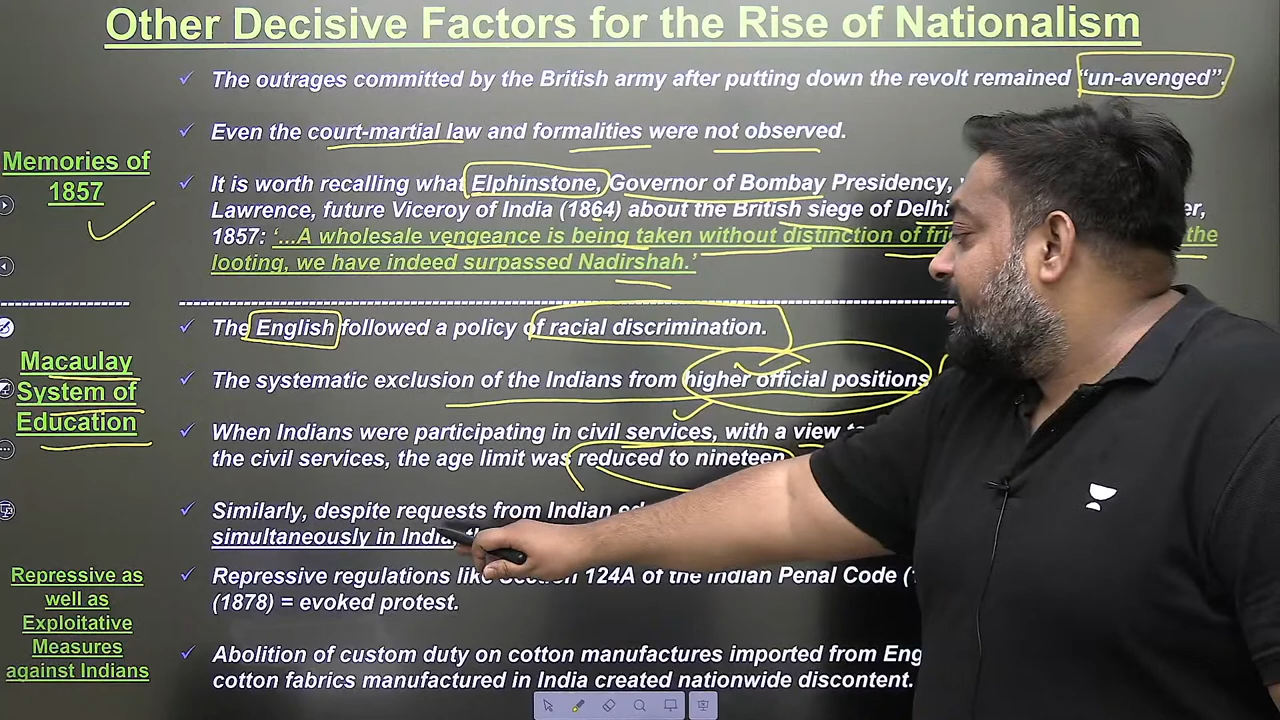 Other Decisive Factors for the Rise of Nationalism
Memories of
1857
The outrages committed by the British army after putting down the revolt remained “un-avenged”.
Even the court-martial law and formalities were not observed.
It is worth recalling what Elphinstone, Governor of Bombay Presidency,
Lawrence, future Viceroy of India (1864) about the British siege of Delhi er,
1857: ‘...A wholesale vengeance is being taken without distinction of the
looting, we have indeed surpassed Nadirshah.’
Macaulay
System of
Education
The English followed a policy of racial discrimination.
The systematic exclusion of the Indians from higher official positions
When Indians were participating in civil services, with a view
the civil services, the age limit was reduced to nineteen
Similarly, despite requests from Indian
simultaneously in India,
Repressive as
well as
Exploitative
Measures
against Indians
Repressive regulations like Section 124A of the Indian Penal Code
(1878) = evoked protest.
Abolition of custom duty on cotton manufactures imported from
cotton fabrics manufactured in India created nationwide discontent.